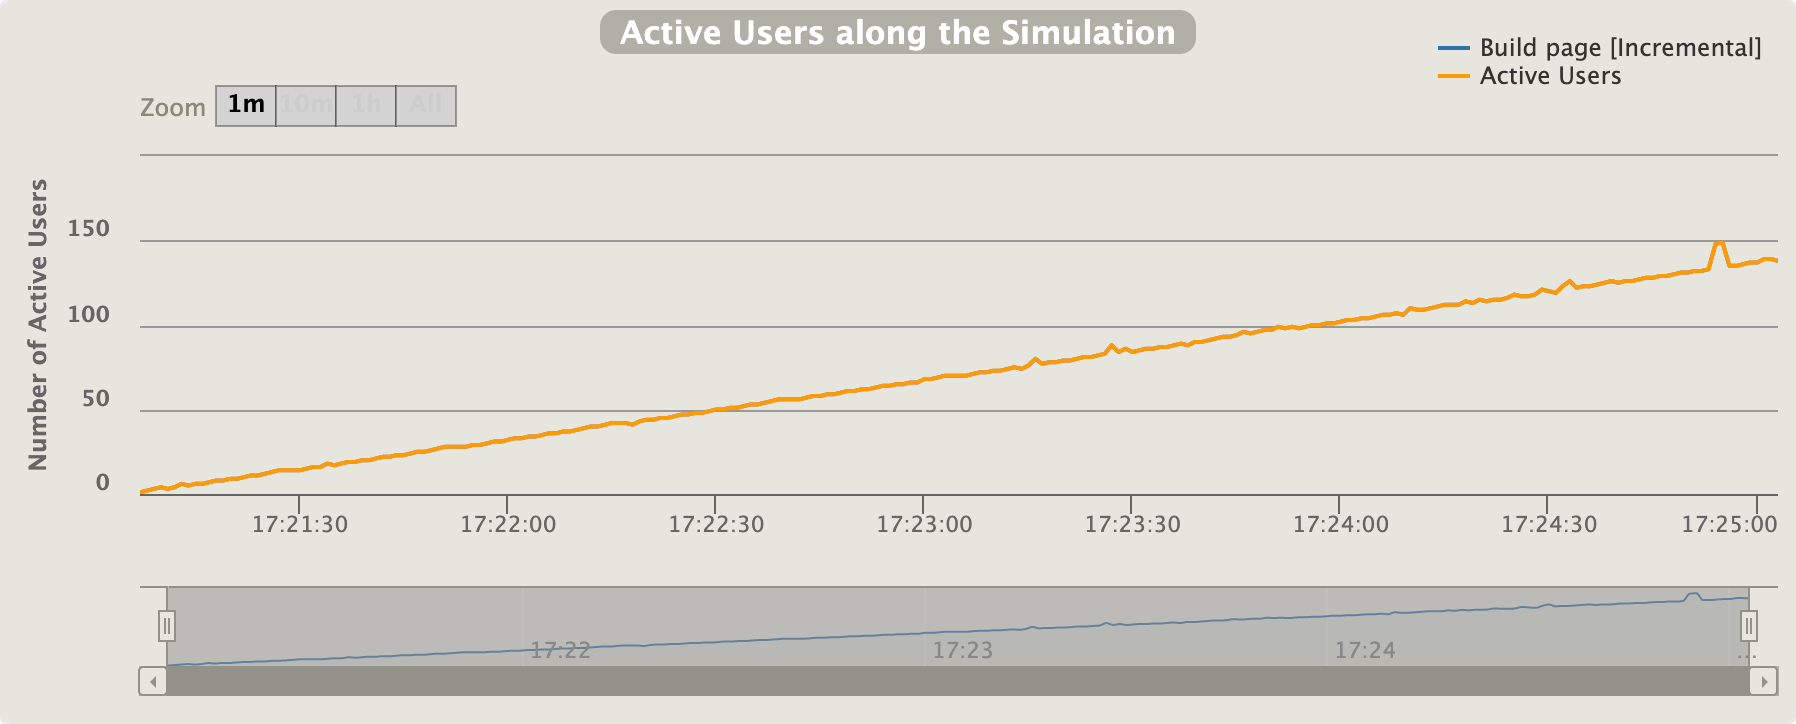 Active Users along the Simulation
Build page [Incremental]
Active Users
Zoom 1m 10m 1h All
Number of Active Users
150
100
50
0
17:21:30 17:22:00 17:22:30 17:23:00 17:23:30 17:24:00 17:24:30 17:25:00
17:22 17:23 17:24 ...